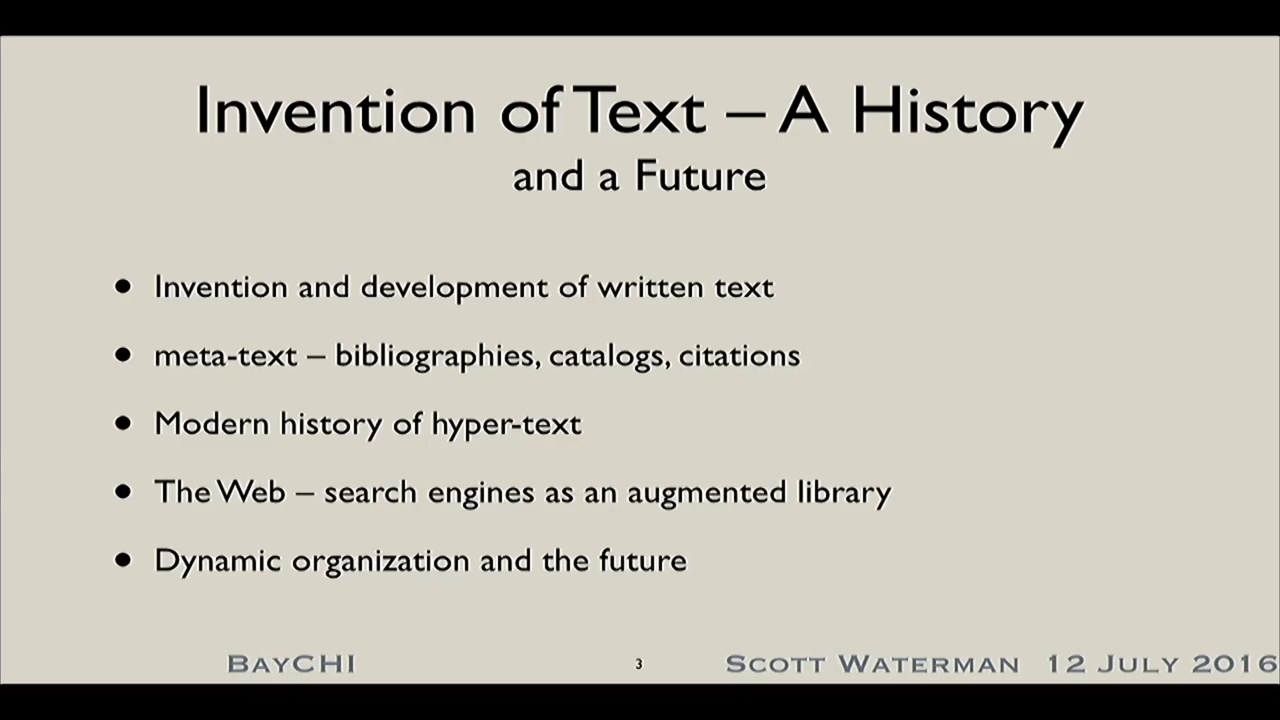 Invention of Text – A History
and a Future
• Invention and development of written text
• meta-text – bibliographies, catalogs, citations
• Modern history of hyper-text
• The Web – search engines as an augmented library
• Dynamic organization and the future
BayCHI 3 Scott Waterman 12 July 2016